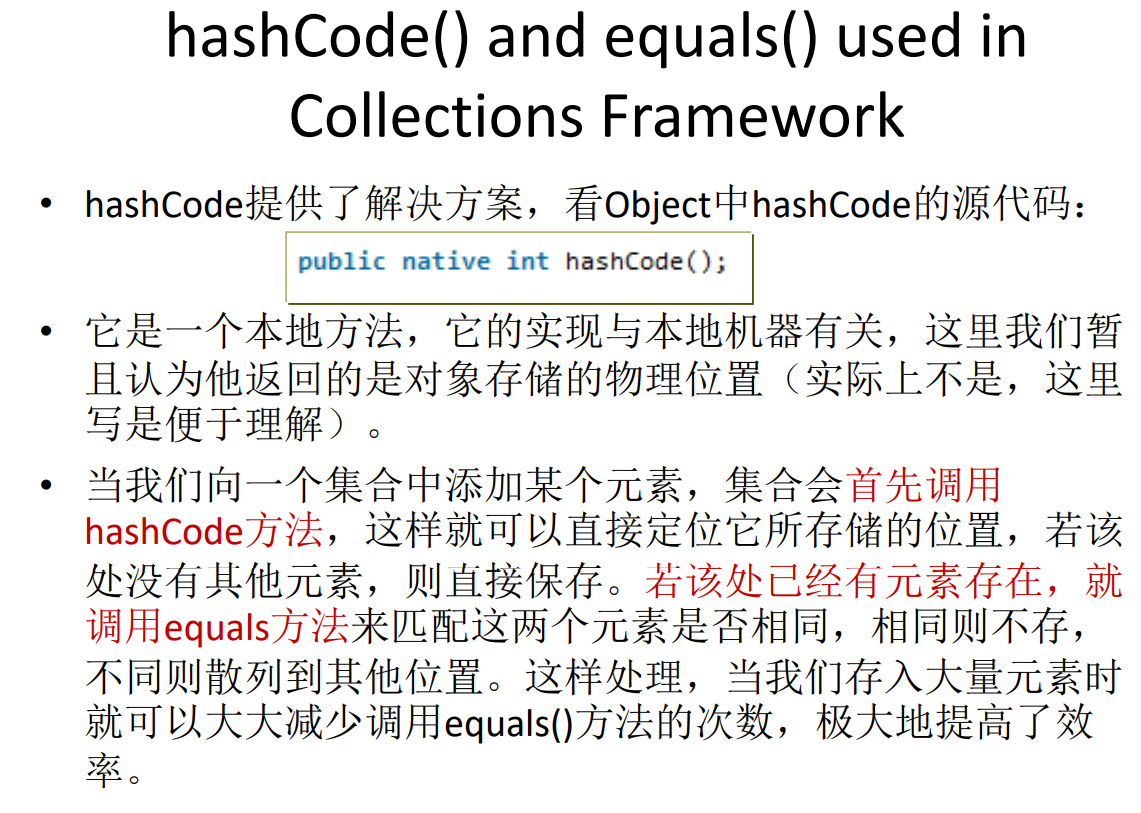 hashCode() and equals() used in
Collections Framework
• hashCode提供了解决方案，看Object中hashCode的源代码：
public native int hashCode();
• 它是一个本地方法，它的实现与本地机器有关，这里我们暂
且认为他返回的是对象存储的物理位置（实际上不是，这里
写是便于理解）。
• 当我们向一个集合中添加某个元素，集合会首先调用
hashCode方法，这样就可以直接定位它所存储的位置，若该
处没有其他元素，则直接保存。若该处已经有元素存在，就
调用equals方法来匹配这两个元素是否相同，相同则不存，
不同则散列到其他位置。这样处理，当我们存入大量元素时
就可以大大减少调用equals()方法的次数，极大地提高了效
率。